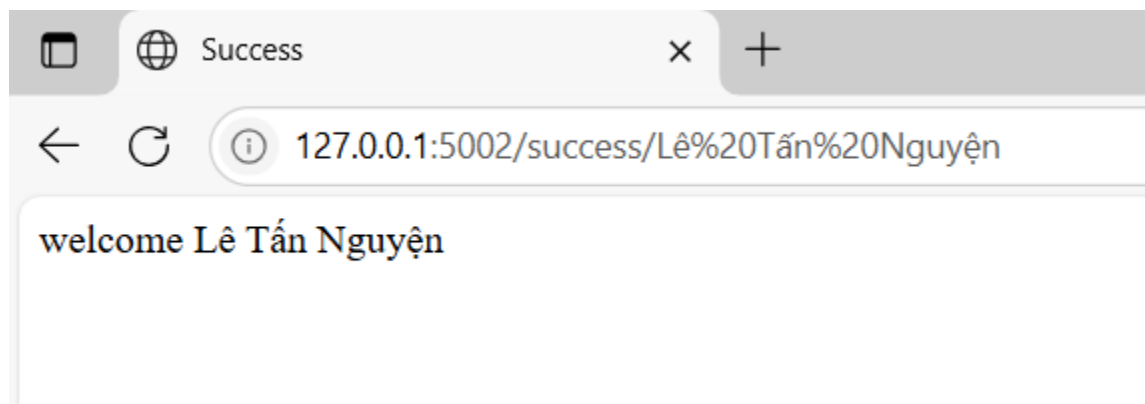 Success
127.0.0.1:5002/success/Lê%20Tấn%20Nguyện
welcome Lê Tấn Nguyện